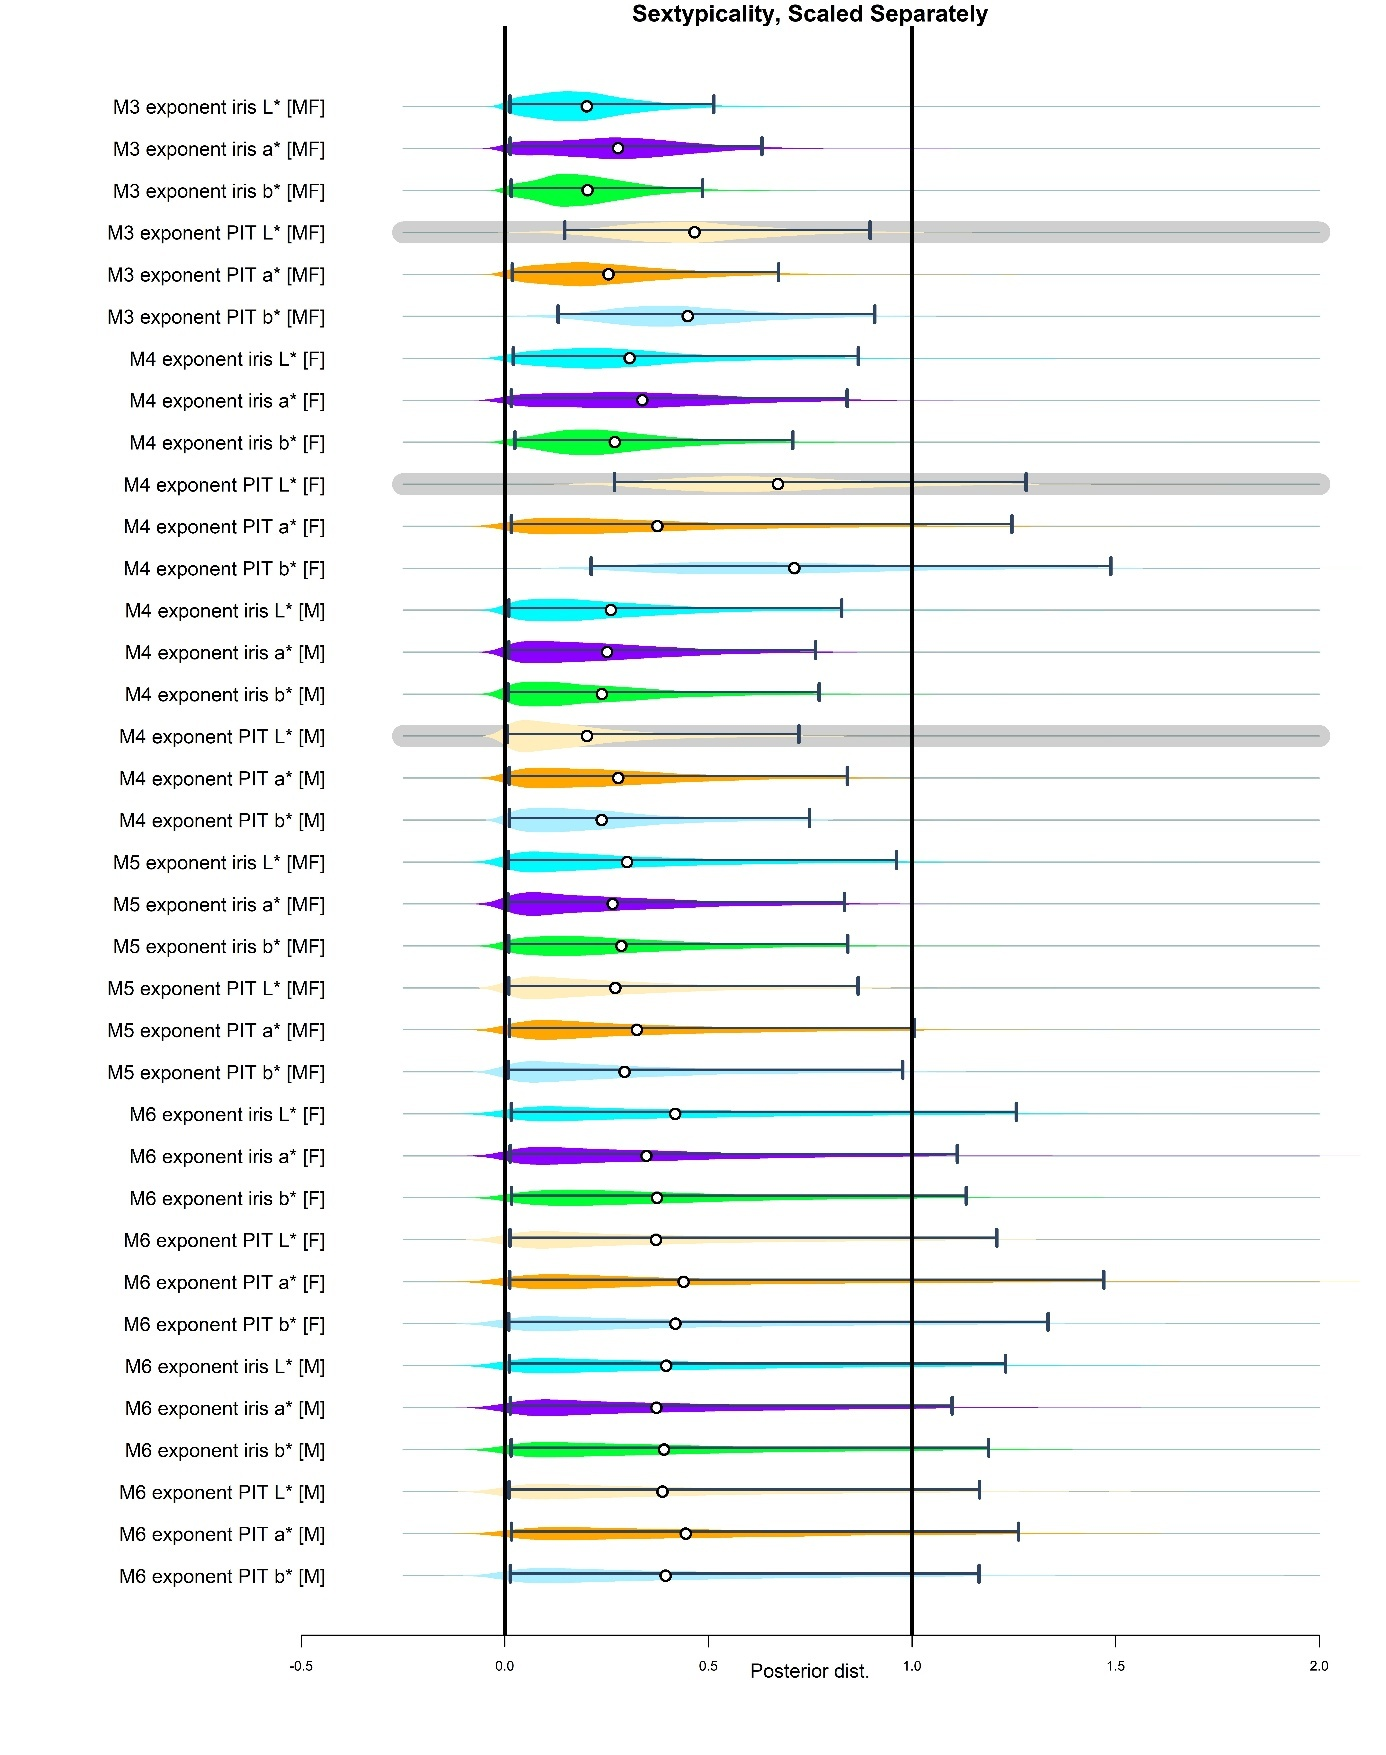 Sextypicality, Scaled Separately
M3 exponent iris L* [MF]
M3 exponent iris a* [MF]
M3 exponent iris b* [MF]
M3 exponent PIT L* [MF]
M3 exponent PIT a* [MF]
M3 exponent PIT b* [MF]
M4 exponent iris L* [F]
M4 exponent iris a* [F]
M4 exponent iris b* [F]
M4 exponent PIT L* [F]
M4 exponent PIT a* [F]
M4 exponent PIT b* [F]
M4 exponent iris L* [M]
M4 exponent iris a* [M]
M4 exponent iris b* [M]
M4 exponent PIT L* [M]
M4 exponent PIT a* [M]
M4 exponent PIT b* [M]
M5 exponent iris L* [MF]
M5 exponent iris a* [MF]
M5 exponent iris b* [MF]
M5 exponent PIT L* [MF]
M5 exponent PIT a* [MF]
M5 exponent PIT b* [MF]
M6 exponent iris L* [F]
M6 exponent iris a* [F]
M6 exponent iris b* [F]
M6 exponent PIT L* [F]
M6 exponent PIT a* [F]
M6 exponent PIT b* [F]
M6 exponent iris L* [M]
M6 exponent iris a* [M]
M6 exponent iris b* [M]
M6 exponent PIT L* [M]
M6 exponent PIT a* [M]
M6 exponent PIT b* [M]
-0.5 0.0 0.5 1.0 1.5 2.0
Posterior dist.